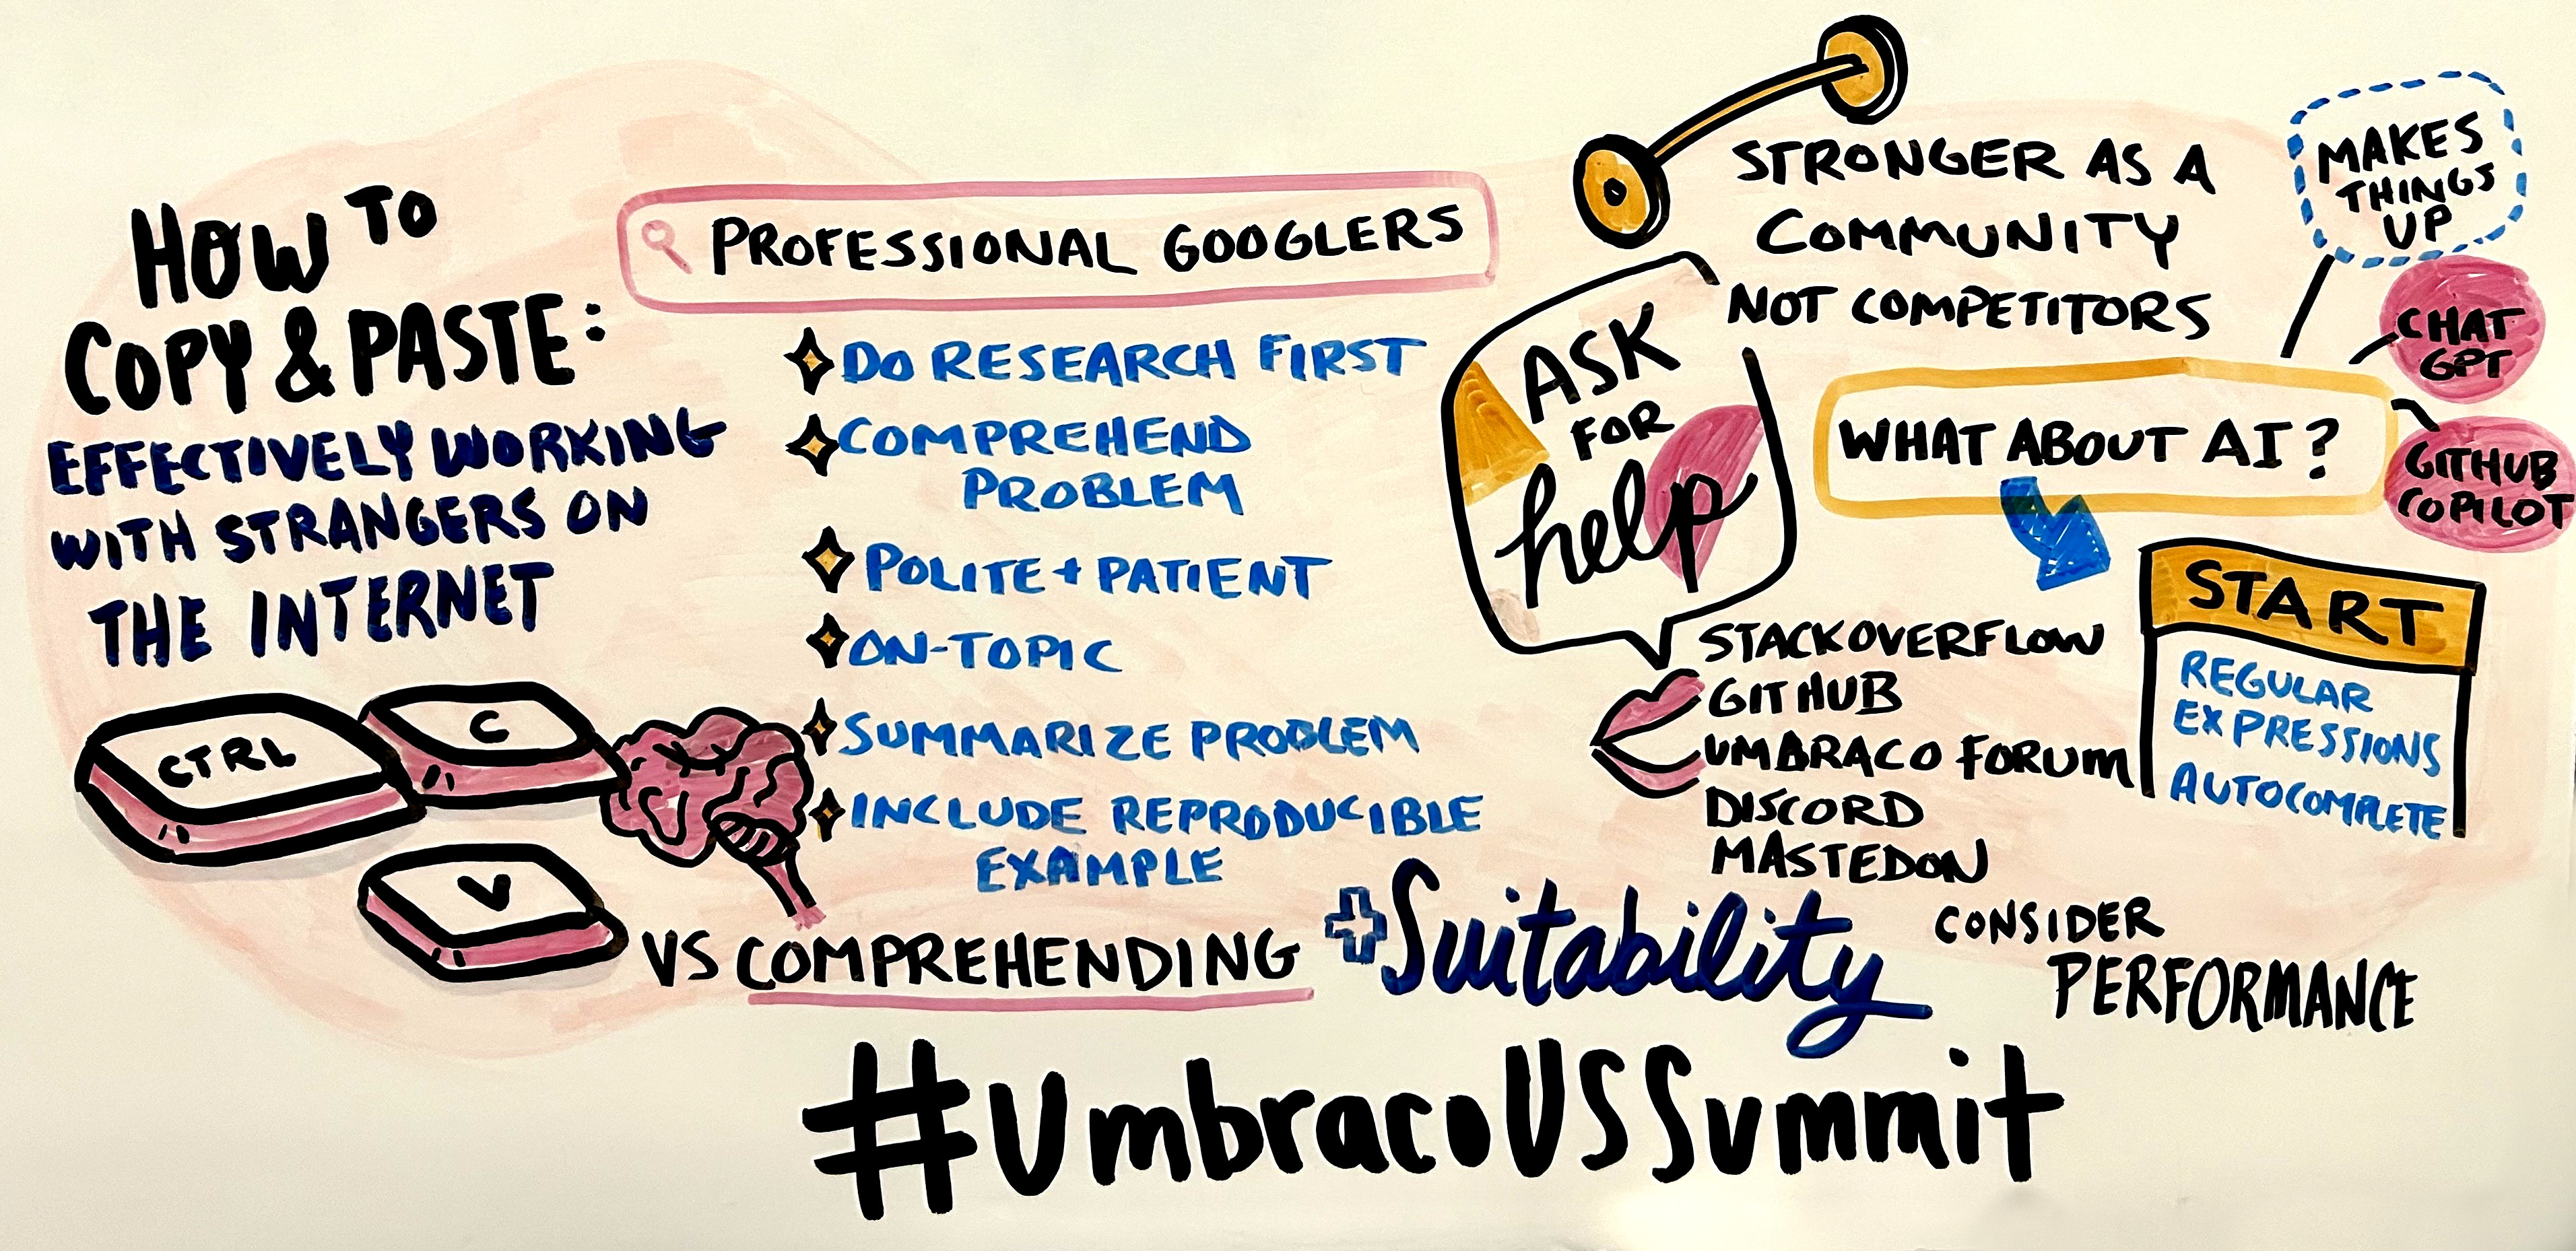 HOW TO
COPY & PASTE:
EFFECTIVELY WORKING
WITH STRANGERS ON
THE INTERNET
CTRL
C
V
VS COMPREHENDING
PROFESSIONAL GOOGLERS
DO RESEARCH FIRST
COMPREHEND
PROBLEM
POLITE + PATIENT
ON-TOPIC
SUMMARIZE PROBLEM
INCLUDE REPRODUCIBLE
EXAMPLE
+ Suitability
STRONGER AS A
COMMUNITY
NOT COMPETITORS
ASK
FOR
help
STACKOVERFLOW
GITHUB
UMBRACO FORUM
DISCORD
MASTEDON
WHAT ABOUT AI?
MAKES
THINGS
UP
CHAT
GPT
GITHUB
COPILOT
START
REGULAR
EXPRESSIONS
AUTOCOMPLETE
CONSIDER
PERFORMANCE
#UmbracoUSSummit